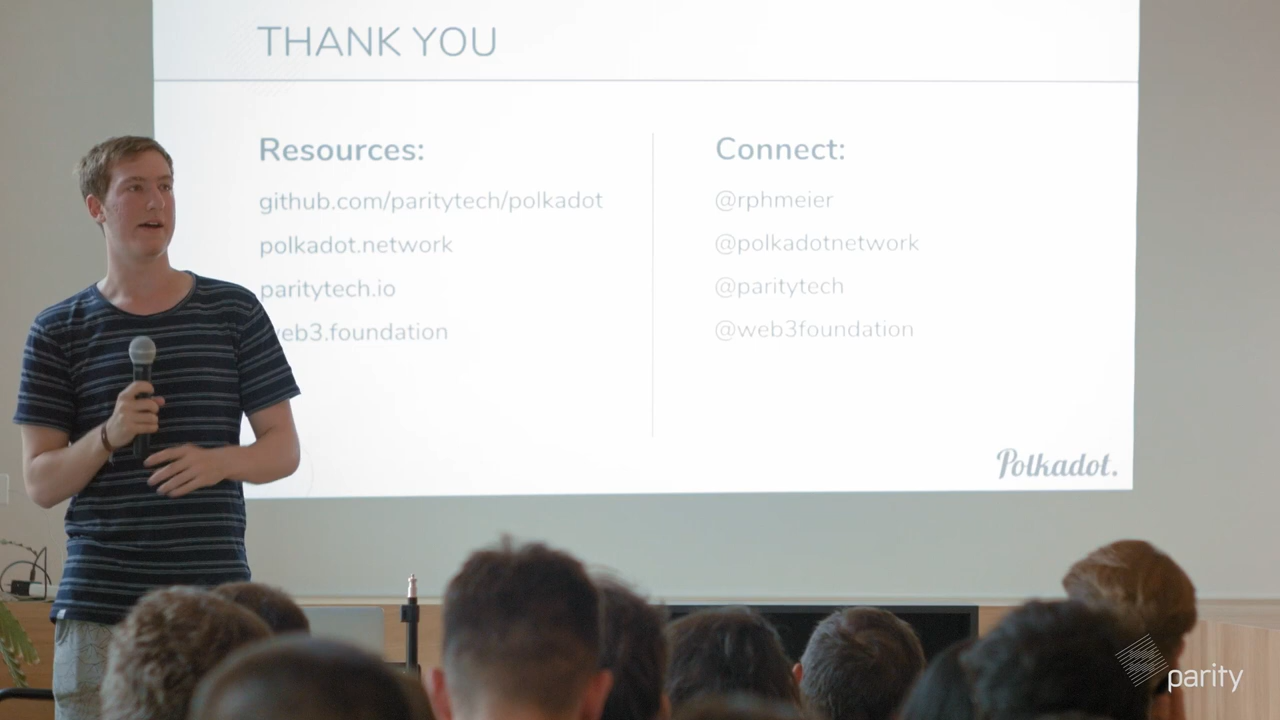 THANK YOU
Resources:
github.com/paritytech/polkadot
polkadot.network
paritytech.io
web3.foundation
Connect:
@rphmeier
@polkadotnetwork
@paritytech
@web3foundation
Polkadot.
parity